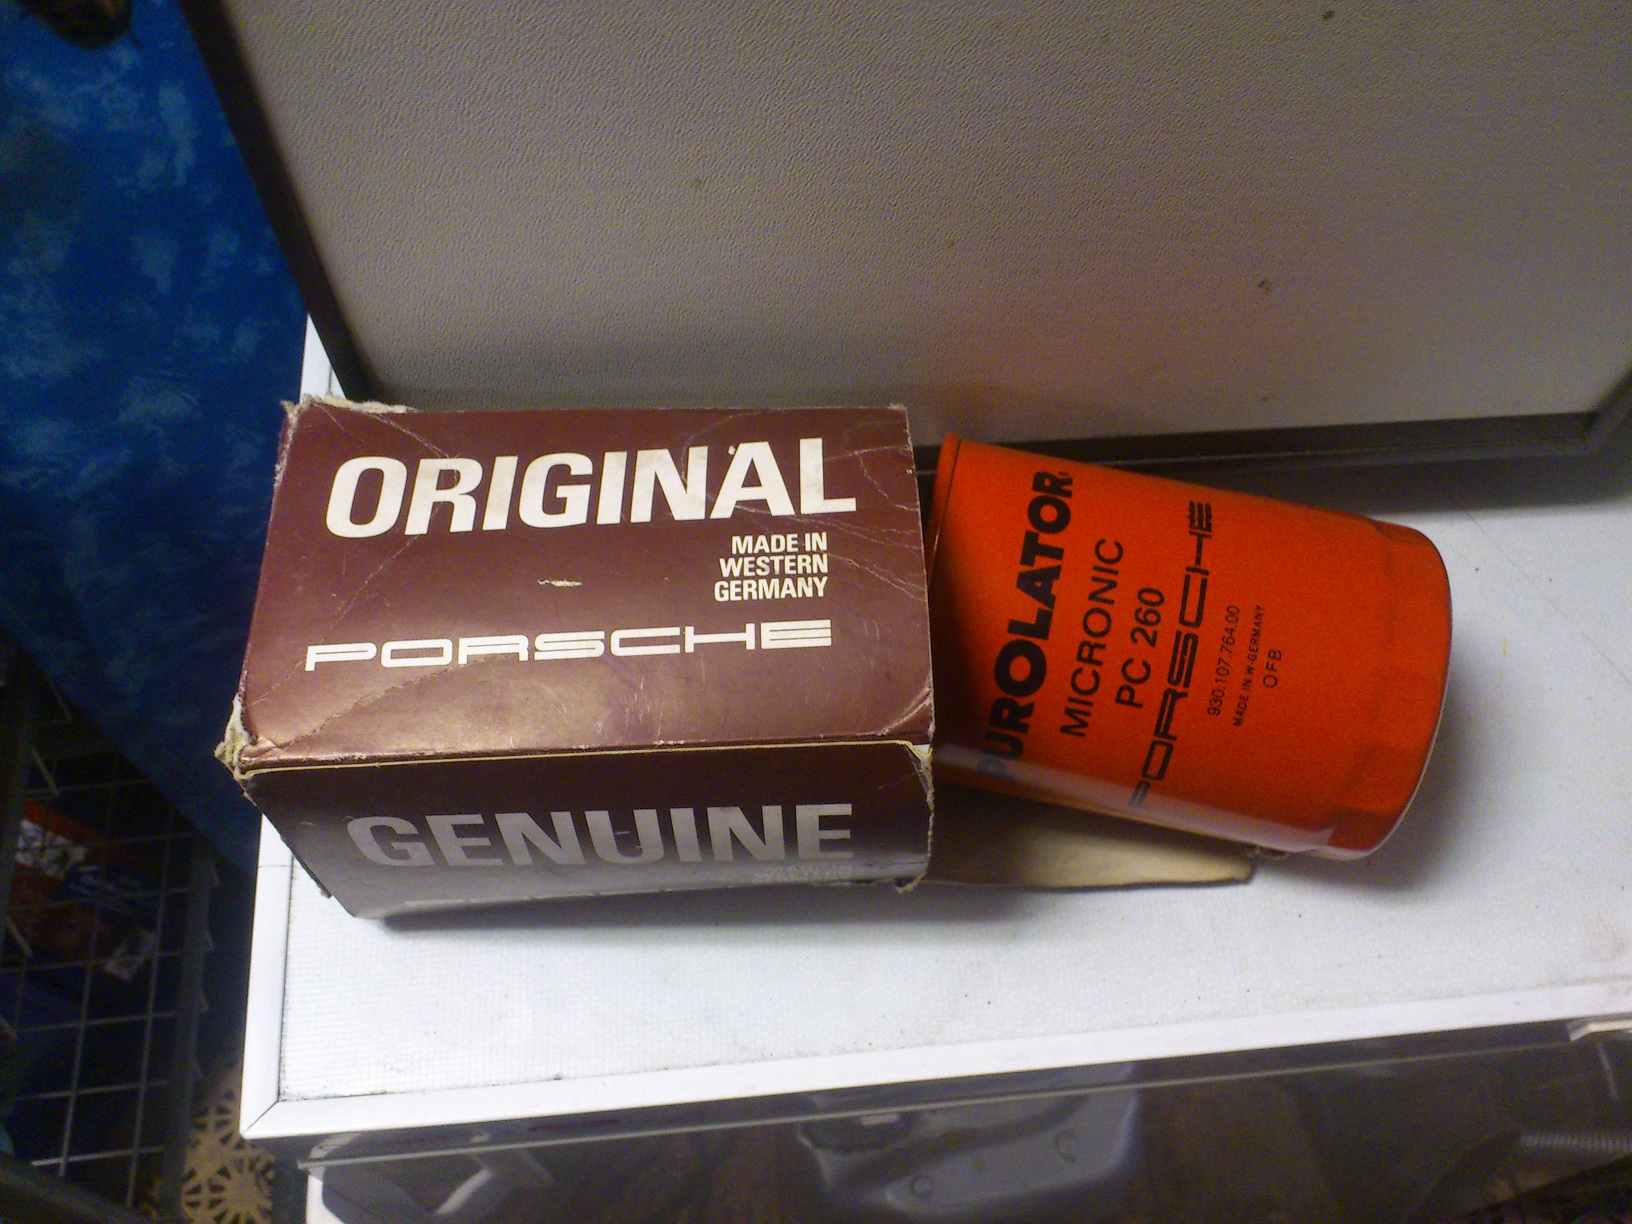 ORIGINAL
MADE IN
WESTERN
GERMANY
PORSCHE
GENUINE
PUROLATOR
MICRONIC
PC 260
PORSCHE
930.107.764.00
MADE IN W-GERMANY
OFB